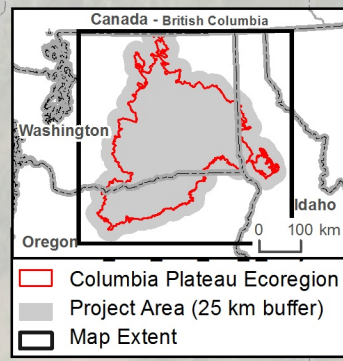 Canada - British Columbia
Washington
Idaho
Oregon
0 100 km
Columbia Plateau Ecoregion
Project Area (25 km buffer)
Map Extent